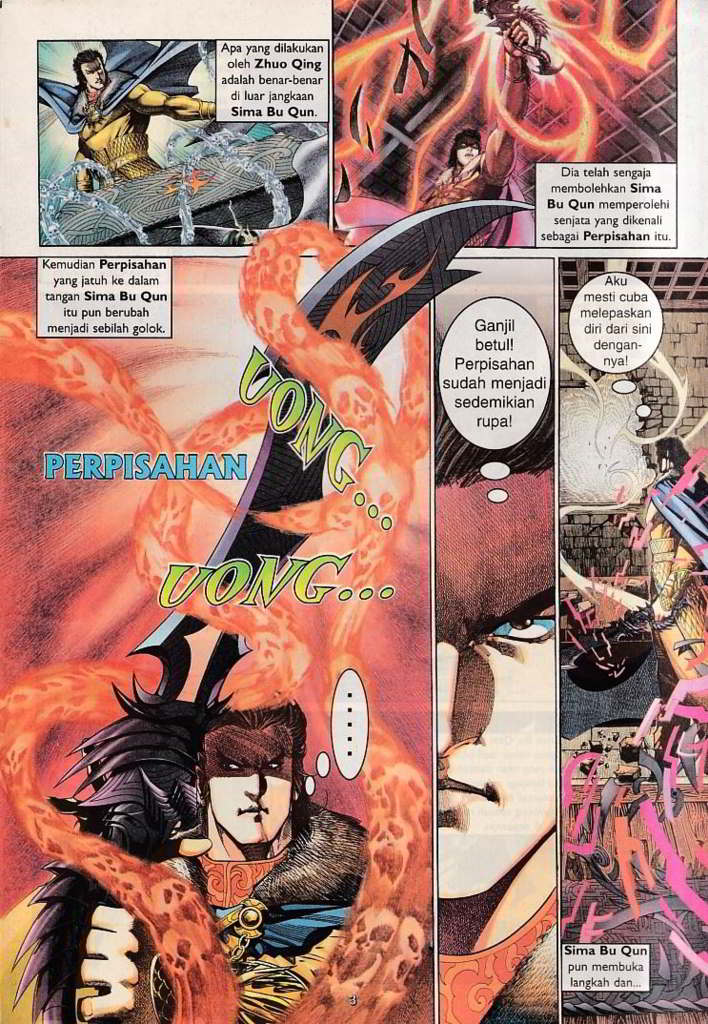 Apa yang dilakukan
oleh Zhuo Qing
adalah benar-benar
di luar jangkaan
Sima Bu Qun.
Dia telah sengaja
membolehkan Sima
Bu Qun memperolehi
senjata yang dikenali
sebagai Perpisahan itu.
Kemudian Perpisahan
yang jatuh ke dalam
tangan Sima Bu Qun
itu pun berubah
menjadi sebilah golok.
PERPISAHAN
UONG...
UONG...
.....
Ganjil
betul!
Perpisahan
sudah menjadi
sedemikian
rupa!
Aku
mesti cuba
melepaskan
diri dari sini
dengan-
nya!
Sima Bu Qun
pun membuka
langkah dan...
3